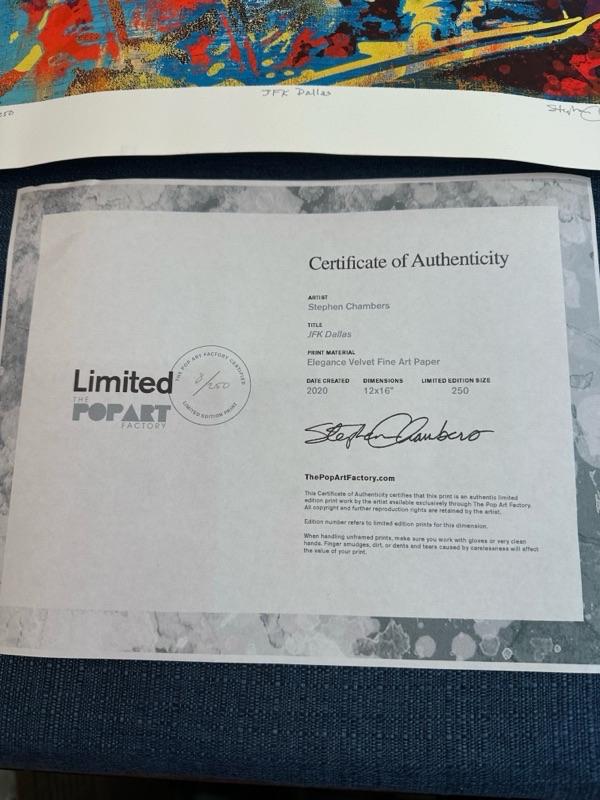 250
JFK Dallas
Certificate of Authenticity
ARTIST
Stephen Chambers
TITLE
JFK Dallas
PRINT MATERIAL
Elegance Velvet Fine Art Paper
DATE CREATED DIMENSIONS LIMITED EDITION SIZE
2020 12x16" 250
Limited
THE
POPART
FACTORY
THE POP ART FACTORY CERTIFIED
/250
LIMITED EDITION PRINT
Stephen Chambers
ThePopArtFactory.com
This Certificate of Authenticity certifies that this print is an authentis limited
edition print work by the artist available exclusively through The Pop Art Factory.
All copyright and further reproduction rights are retained by the artist.
Edition number refers to limited edition prints for this dimension.
When handling unframed prints, make sure you work with gloves or very clean
hands. Finger smudges, dirt, or dents and tears caused by carelessness will affect
the value of your print.